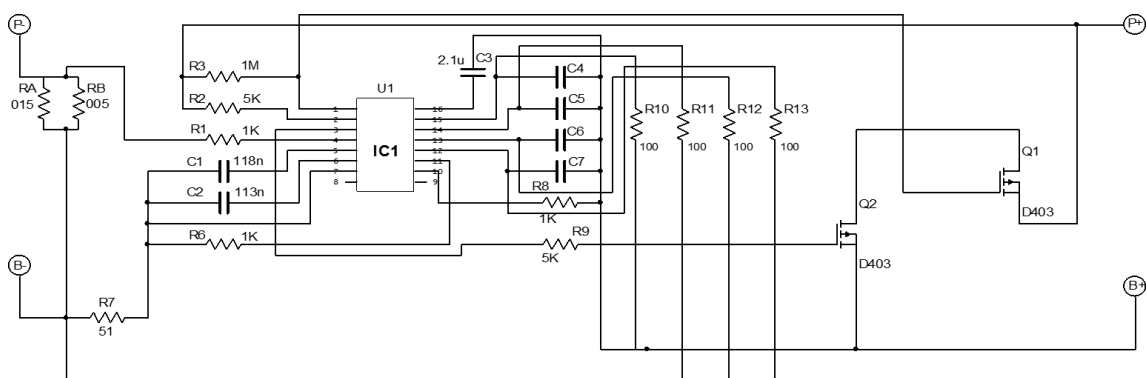 P-
P+
C3
2.1u
R3 1M
C4
RA RB
015 005
U1
R2 5K
C5
R10 R11 R12 R13
1 16
2 15
R1 1K
3 14
C6
4 13
IC1
100 100 100 100
C1 118n
5 12
C7
6 11
Q1
C2 113n
7 10
R8
8 9
Q2
1K
D403
R6 1K
R9
5K
D403
B-
B+
R7
51